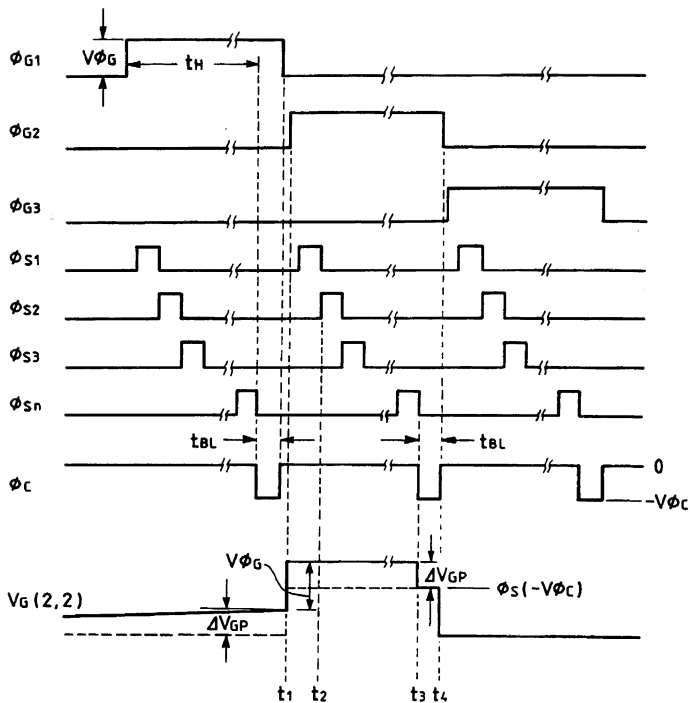 ϕG1
VϕG
tH
ϕG2
ϕG3
ϕS1
ϕS2
ϕS3
ϕSn
tBL
tBL
ϕC
0
-VϕC
VϕG
ΔVGP
ϕS(-VϕC)
VG(2,2)
ΔVGP
t1
t2
t3
t4